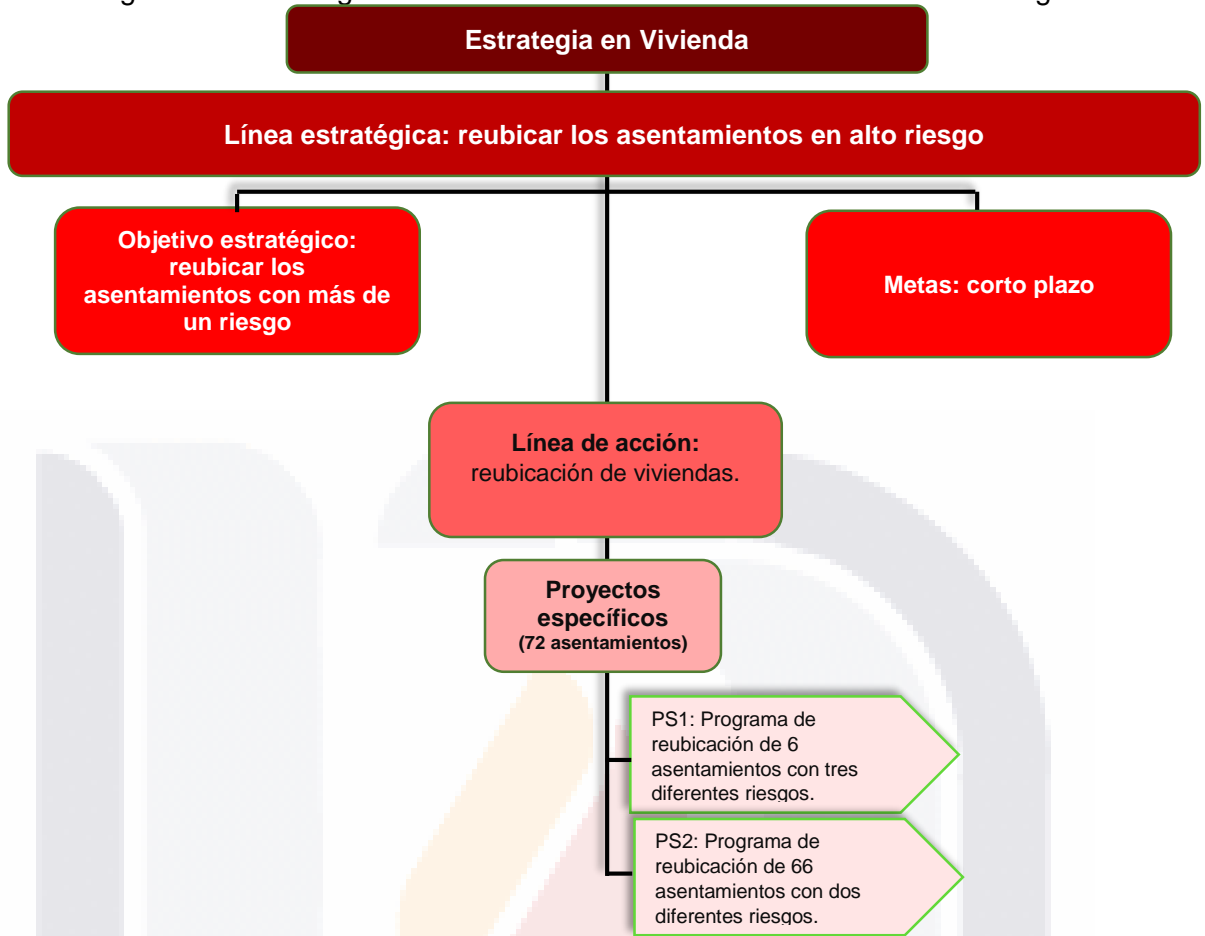 Estrategia en Vivienda
Línea estratégica: reubicar los asentamientos en alto riesgo
Objetivo estratégico:
reubicar los
asentamientos con más de
un riesgo
Metas: corto plazo
Línea de acción:
reubicación de viviendas.
Proyectos
específicos
(72 asentamientos)
PS1: Programa de
reubicación de 6
asentamientos con tres
diferentes riesgos.
PS2: Programa de
reubicación de 66
asentamientos con dos
diferentes riesgos.